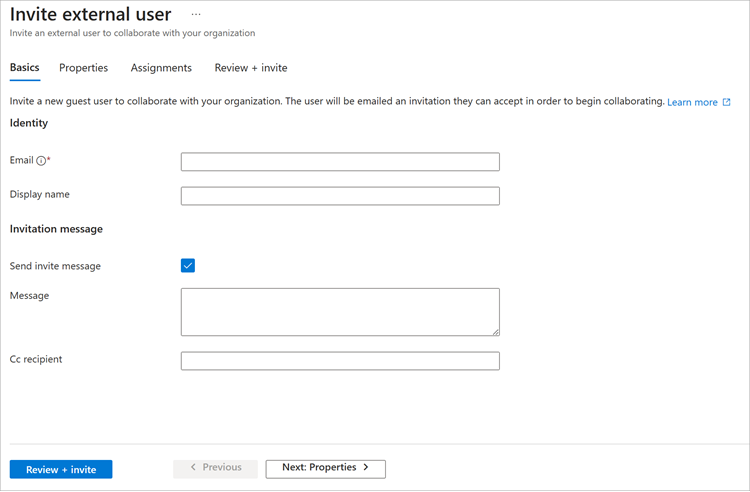 Invite external user ...
Invite an external user to collaborate with your organization
Basics Properties Assignments Review + invite
Invite a new guest user to collaborate with your organization. The user will be emailed an invitation they can accept in order to begin collaborating. Learn more
Identity
Email *
Display name
Invitation message
Send invite message
Message
Cc recipient
Review + invite < Previous Next: Properties >